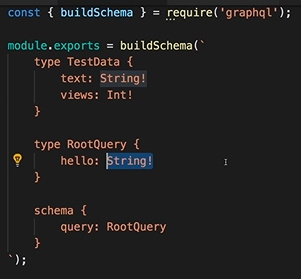 const { buildSchema } = require('graphql');
module.exports = buildSchema(`
type TestData {
text: String!
views: Int!
}
type RootQuery {
hello: String!
}
schema {
query: RootQuery
}
`);